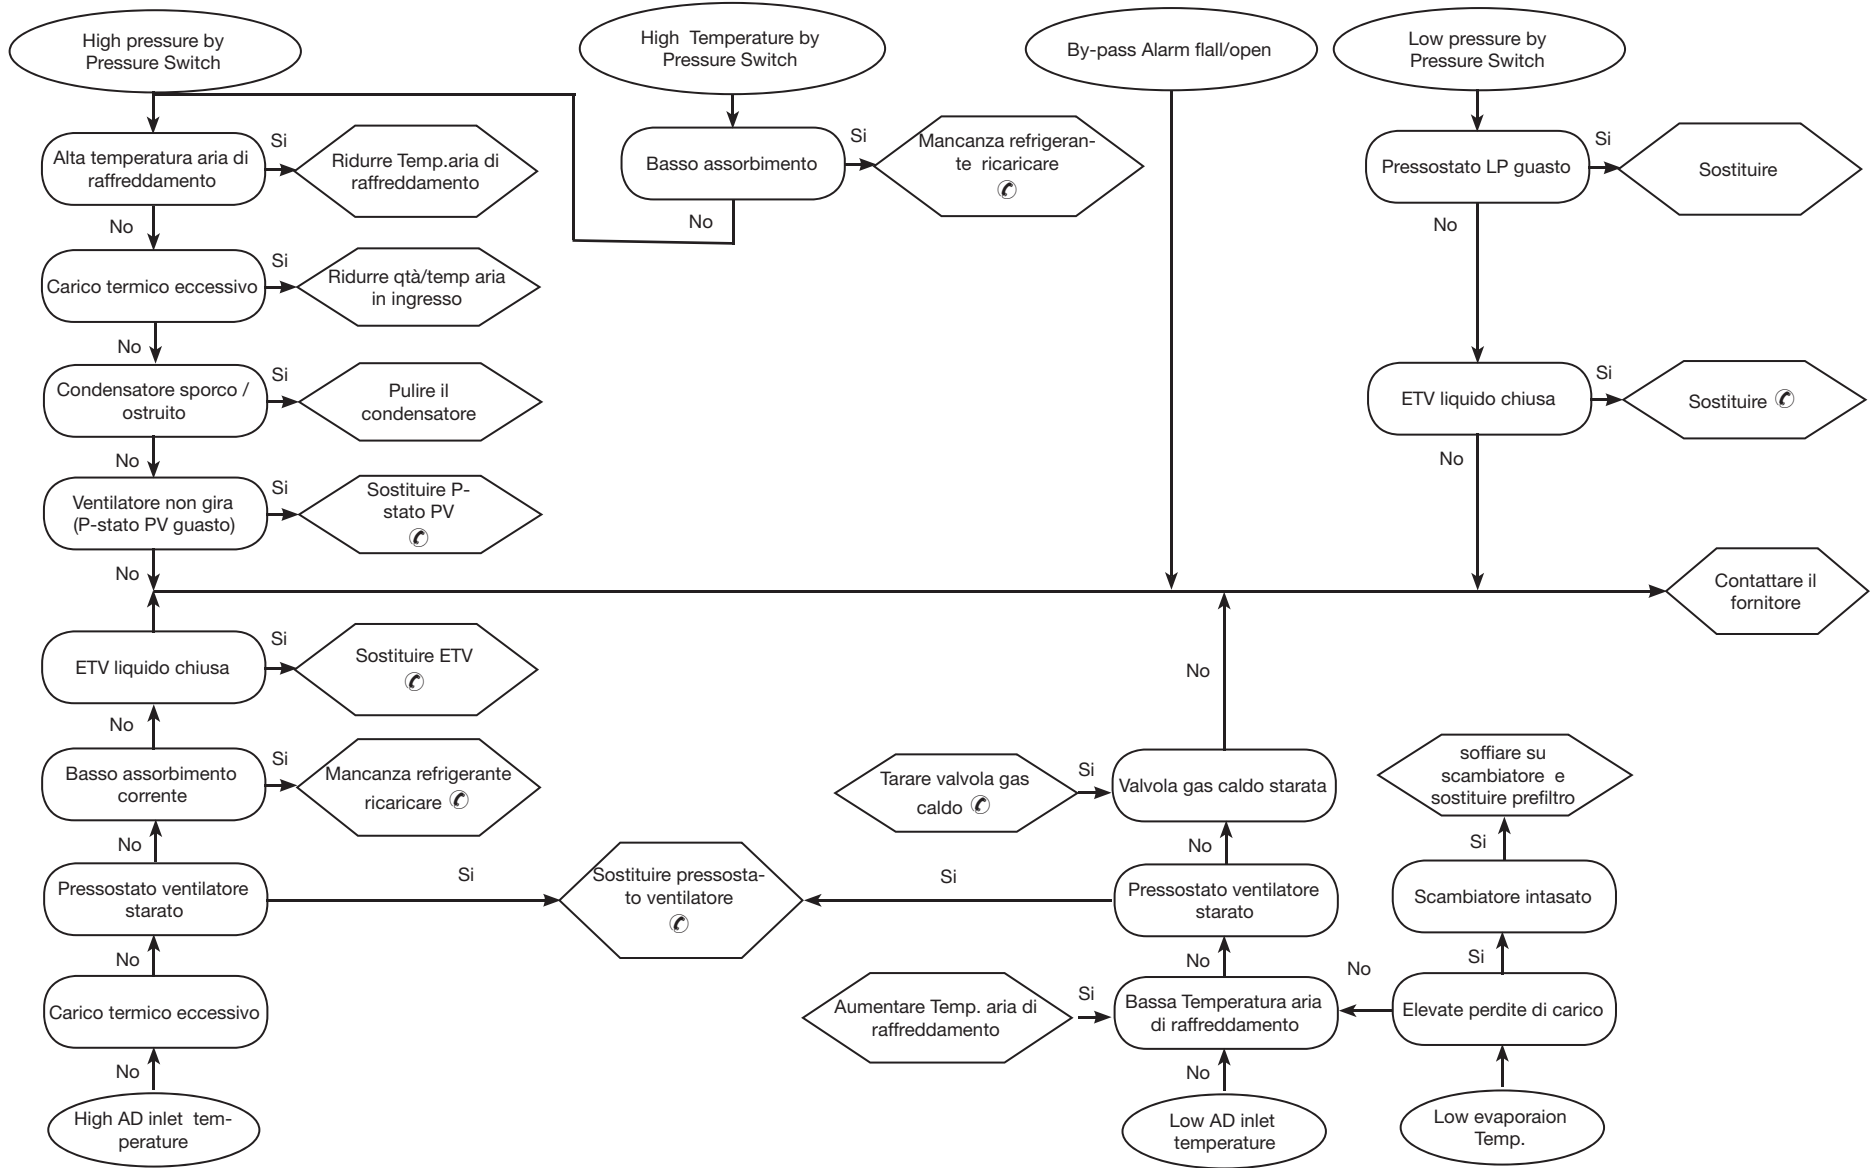 High pressure by
Pressure Switch
High Temperature by
Pressure Switch
By-pass Alarm flall/open
Low pressure by
Pressure Switch
Alta temperatura aria di
raffreddamento
Si
Ridurre Temp.aria di
raffreddamento
No
Basso assorbimento
Si
Mancanza refrigeran-
te ricaricare
✆
No
Pressostato LP guasto
Si
Sostituire
No
Carico termico eccessivo
Si
Ridurre qtà/temp aria
in ingresso
No
Condensatore sporco /
ostruito
Si
Pulire il
condensatore
No
ETV liquido chiusa
Si
Sostituire ✆
No
Ventilatore non gira
(P-stato PV guasto)
Si
Sostituire P-
stato PV
✆
No
Contattare il
fornitore
ETV liquido chiusa
Si
Sostituire ETV
✆
No
No
Basso assorbimento
corrente
Si
Mancanza refrigerante
ricaricare ✆
No
Tarare valvola gas
caldo ✆
Si
Valvola gas caldo starata
No
soffiare su
scambiatore e
sostituire prefiltro
Si
Pressostato ventilatore
starato
Si
Sostituire pressosta-
to ventilatore
✆
Si
Pressostato ventilatore
starato
Scambiatore intasato
No
No
Si
No
Carico termico eccessivo
Aumentare Temp. aria di
raffreddamento
Si
Bassa Temperatura aria
di raffreddamento
Elevate perdite di carico
No
No
High AD inlet tem-
perature
Low AD inlet
temperature
Low evaporaion
Temp.